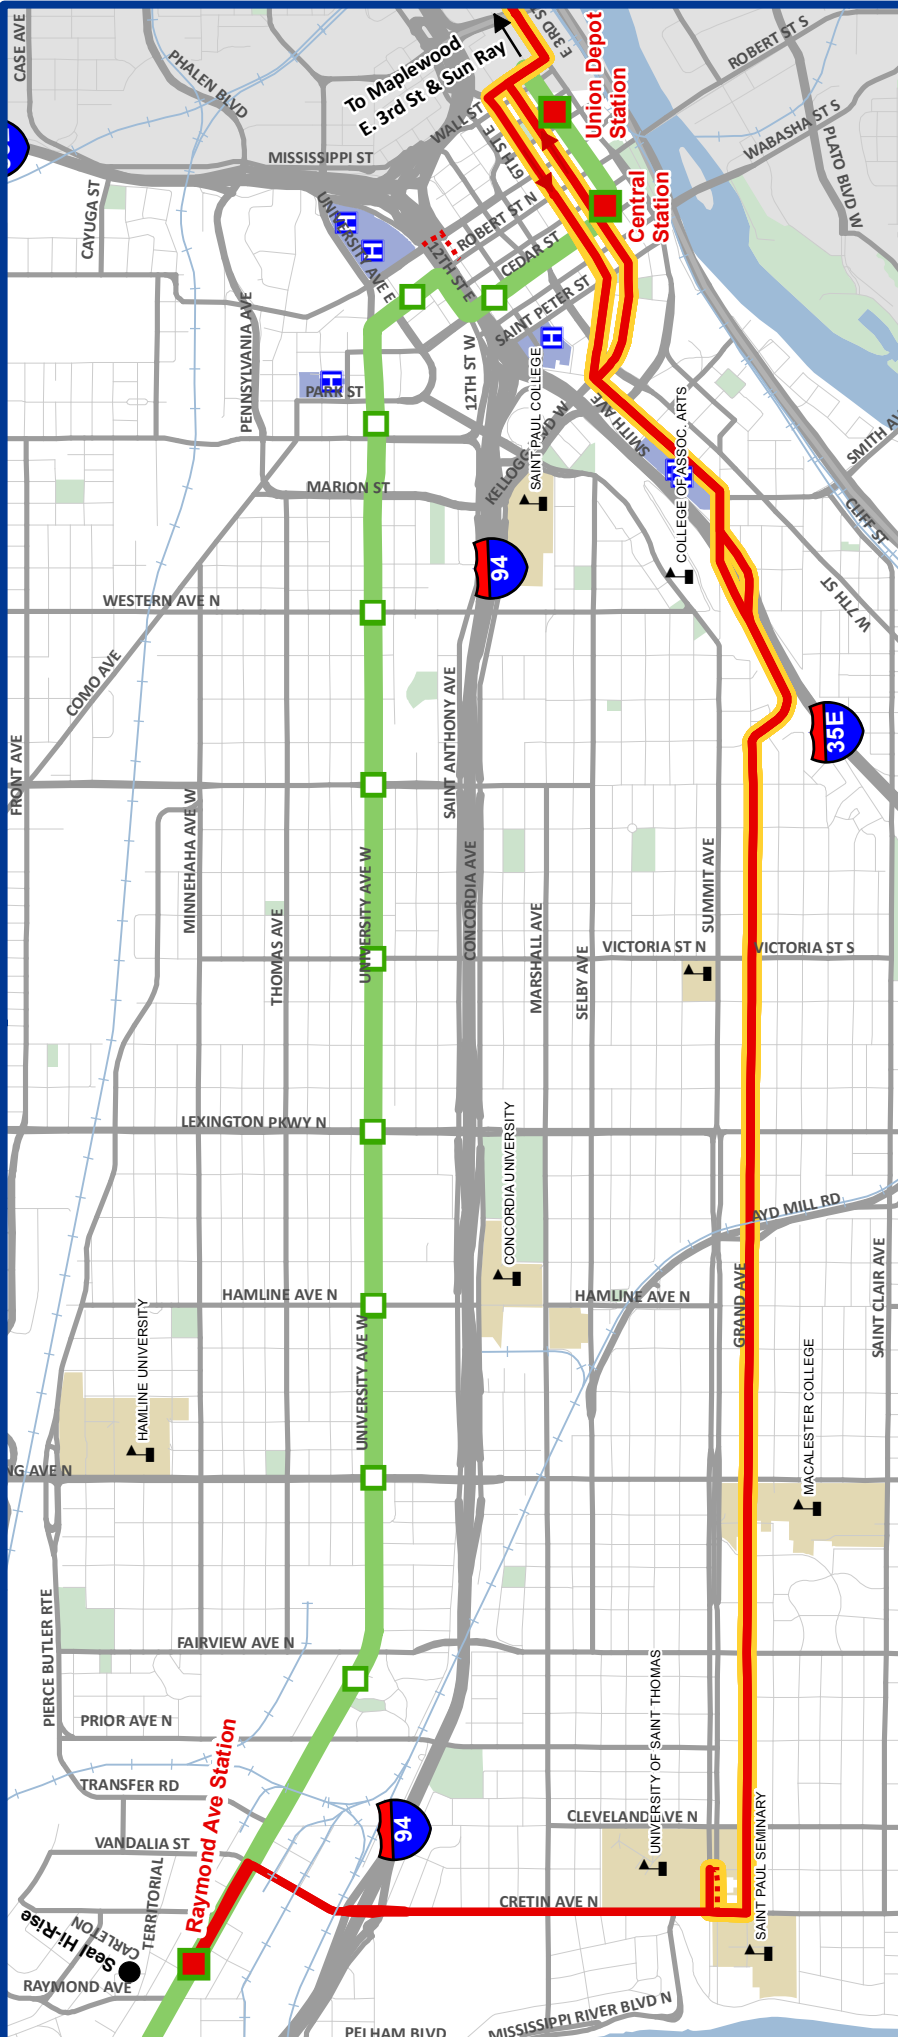 CASE AVE
PHALEN BLVD
To Maplewood
E. 3rd St & Sun Ray
E 3RD ST
ROBERT ST S
WABASHA ST S
PLATO BLVD W
Union Depot
Station
WALL ST
6TH ST E
MISSISSIPPI ST
CAYUGA ST
UNIVERSITY AVE E
H
H
ROBERT ST N
Central
Station
12TH ST E
CEDAR ST
SAINT PETER ST
H
PENNSYLVANIA AVE
H
PARK ST
12TH ST W
SAINT PAUL COLLEGE
KELLOGG BLVD W
SMITH AVE
COLLEGE OF ASSOC. ARTS
SMITH AV
MARION ST
CLIFF ST
94
W 7TH ST
WESTERN AVE N
COMO AVE
FRONT AVE
SAINT ANTHONY AVE
35E
MINNEHAHA AVE W
THOMAS AVE
UNIVERSITY AVE W
CONCORDIA AVE
MARSHALL AVE
SELBY AVE
SUMMIT AVE
VICTORIA ST N
VICTORIA ST S
LEXINGTON PKWY N
CONCORDIA UNIVERSITY
AYD MILL RD
SAINT CLAIR AVE
GRAND AVE
HAMLINE AVE N
HAMLINE AVE N
HAMLINE UNIVERSITY
UNIVERSITY AVE W
MACALESTER COLLEGE
NG AVE N
PIERCE BUTLER RTE
FAIRVIEW AVE N
PRIOR AVE N
TRANSFER RD
VANDALIA ST
TERRITORIAL
Raymond Ave Station
94
UNIVERSITY OF SAINT THOMAS
CLEVELAND AVE N
SAINT PAUL SEMINARY
CRETIN AVE N
Seal Hi-Rise
CARLETON
RAYMOND AVE
PELHAM BLVD
MISSISSIPPI RIVER BLVD N